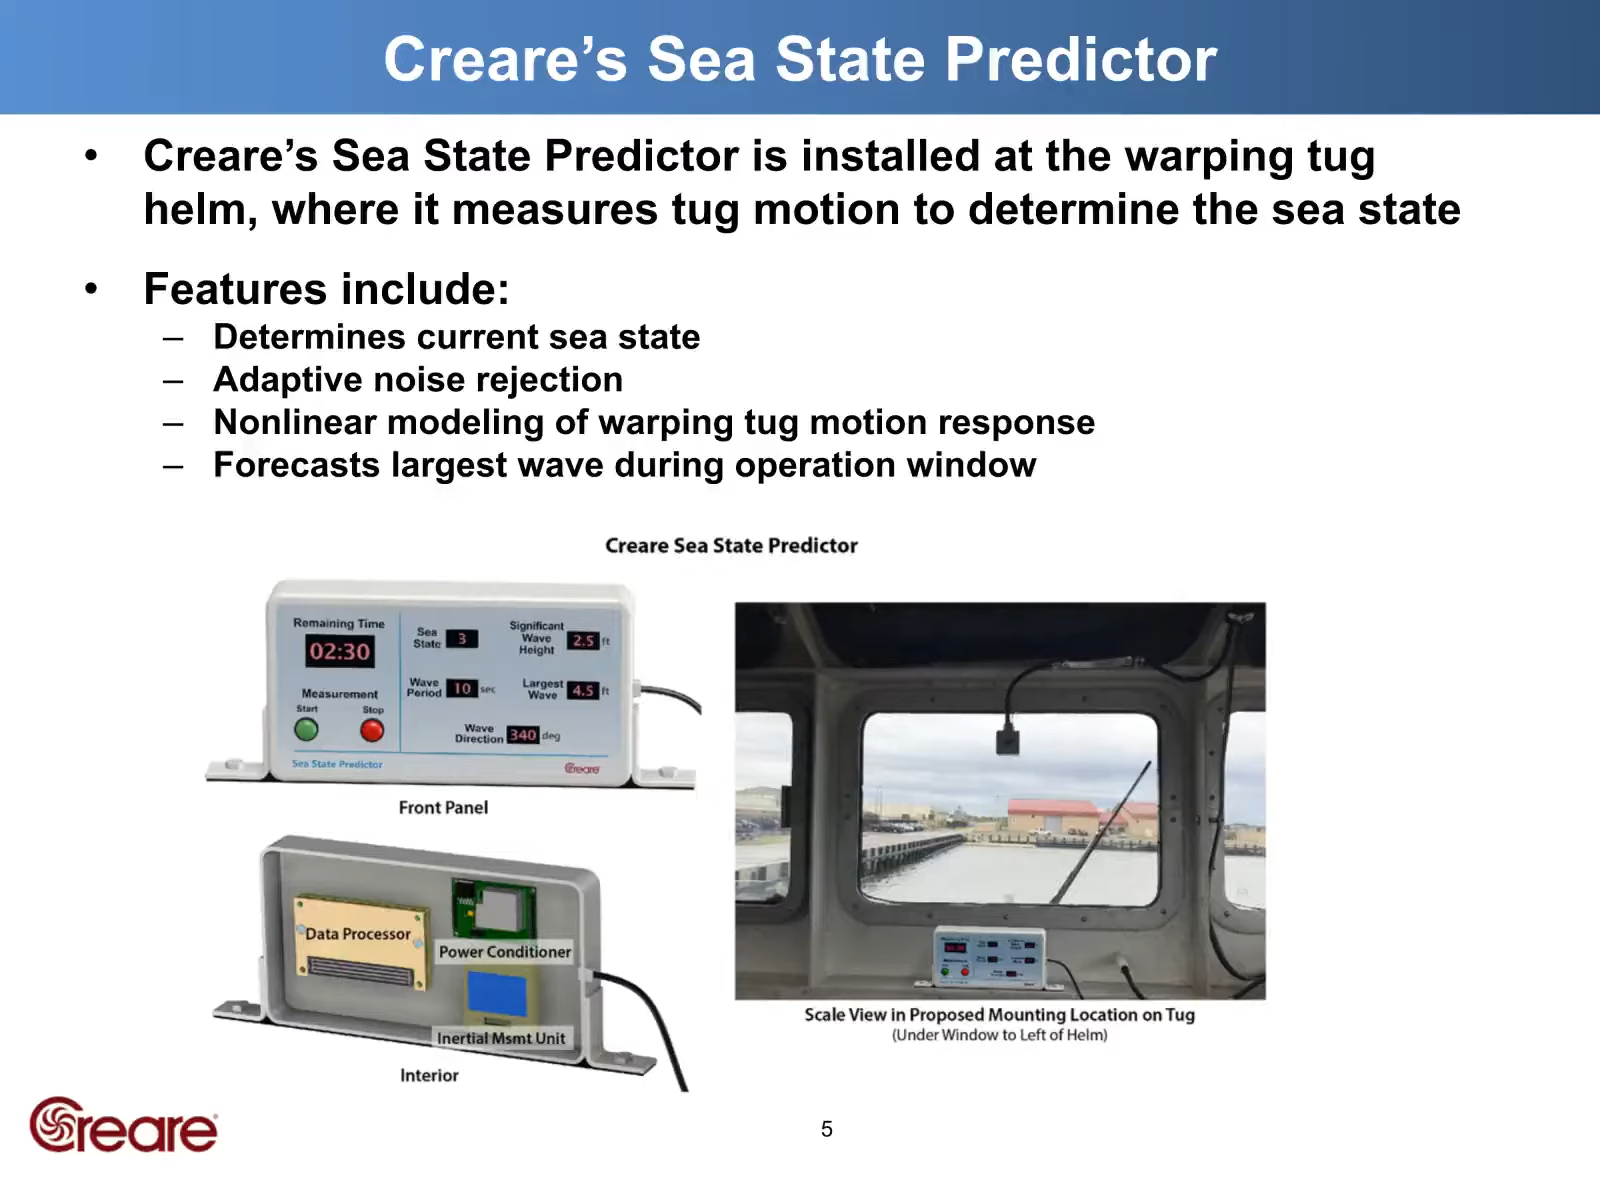 Creare’s Sea State Predictor
• Creare’s Sea State Predictor is installed at the warping tug
helm, where it measures tug motion to determine the sea state
• Features include:
– Determines current sea state
– Adaptive noise rejection
– Nonlinear modeling of warping tug motion response
– Forecasts largest wave during operation window
Creare Sea State Predictor
Remaining Time
02:30
Measurement
Start Stop
Sea
State 3
Significant
Wave
Height 2.5 ft
Wave
Period 10 sec
Largest
Wave 4.5 ft
Wave
Direction 340 deg
Sea State Predictor
Creare
Front Panel
Data Processor
Power Conditioner
Inertial Msmt Unit
Interior
Scale View in Proposed Mounting Location on Tug
(Under Window to Left of Helm)
Creare
5